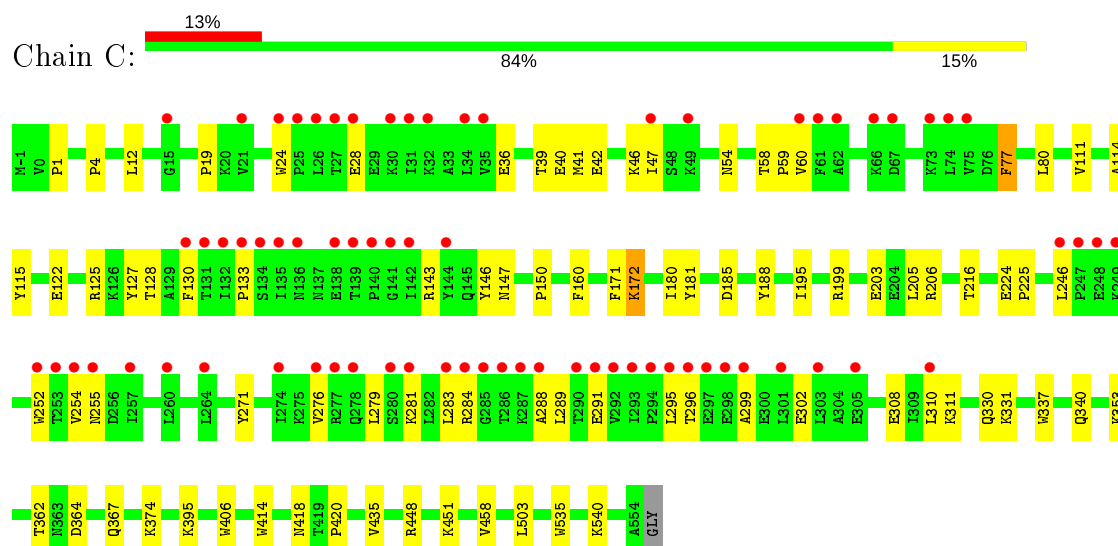 13%
Chain C:
84% 15%
M-1 V0 P1 P4 L12 G15 P19 K20 V21 W24 P25 L26 T27 E28 E29 K30 I31 K32 A33 L34 V35 E36 T39 E40 M41 E42 K46 I47 S48 K49 N54 T58 P59 V60 F61 A62 K66 D67 K73 L74 V75 D76 F77 L80 V111 A114
Y115 E122 R125 K126 Y127 T128 A129 F130 T131 I132 P133 S134 I135 N136 N137 E138 T139 P140 G141 I142 R143 Y144 Q145 Y146 N147 P150 F160 F171 K172 I180 Y181 D185 Y188 I195 R199 E203 E204 L205 R206 T216 E224 P225 L246 P247 E248 K249
W252 T253 V254 N255 D256 I257 L260 L264 Y271 I274 K275 V276 R277 Q278 L279 S280 K281 L282 L283 R284 G285 T286 K287 A288 L289 T290 E291 V292 I293 P294 L295 T296 E297 E298 A299 E300 L301 E302 L303 A304 E305 E308 I309 L310 K311 Q330 K331 W337 Q340 K353
T362 N363 D364 Q367 K374 K395 W406 W414 N418 T419 P420 V435 R448 K451 V458 L503 W535 K540 A554 GLY